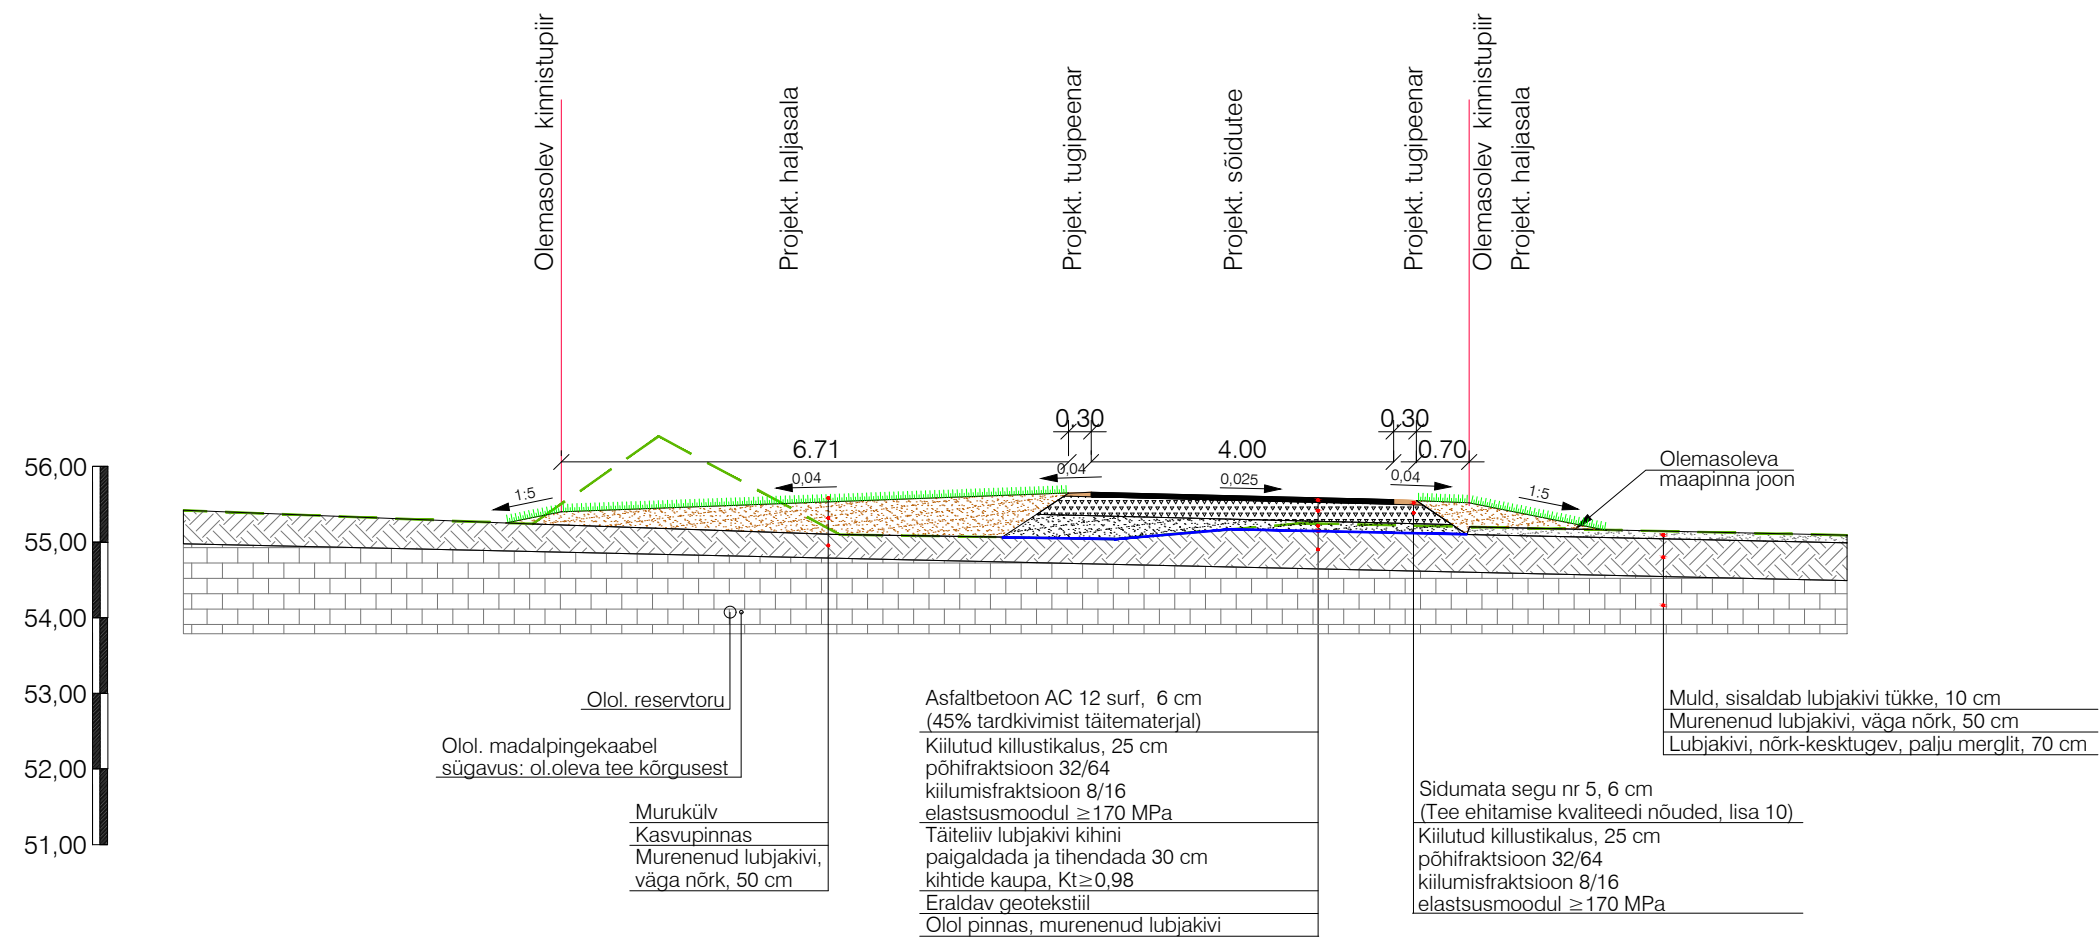 Olemasolev kinnistupiir
Projekt. haljasala
Projekt. tugipeenar
Projekt. sõidutee
Projekt. tugipeenar
Olemasolev kinnistupiir
Projekt. haljasala
0,30
0,30
6.71
4.00
0.70
Olemasoleva
maapinna joon
56,00
55,00
54,00
53,00
52,00
51,00
1:5
0,04
0,04
0,025
0,04
1:5
Olol. reservtoru
Olol. madalpingekaabel
sügavus: ol.oleva tee kõrgusest
Murukülv
Kasvupinnas
Murenenud lubjakivi,
väga nõrk, 50 cm
Asfaltbetoon AC 12 surf, 6 cm
(45% tardkivimist täitematerjal)
Kiilutud killustikalus, 25 cm
põhifraktsioon 32/64
kiilumisfraktsioon 8/16
elastsusmoodul ≥170 MPa
Täiteliiv lubjakivi kihini
paigaldada ja tihendada 30 cm
kihtide kaupa, Kt≥0,98
Eraldav geotekstiil
Olol pinnas, murenenud lubjakivi
Sidumata segu nr 5, 6 cm
(Tee ehitamise kvaliteedi nõuded, lisa 10)
Kiilutud killustikalus, 25 cm
põhifraktsioon 32/64
kiilumisfraktsioon 8/16
elastsusmoodul ≥170 MPa
Muld, sisaldab lubjakivi tükke, 10 cm
Murenenud lubjakivi, väga nõrk, 50 cm
Lubjakivi, nõrk-kesktugev, palju merglit, 70 cm